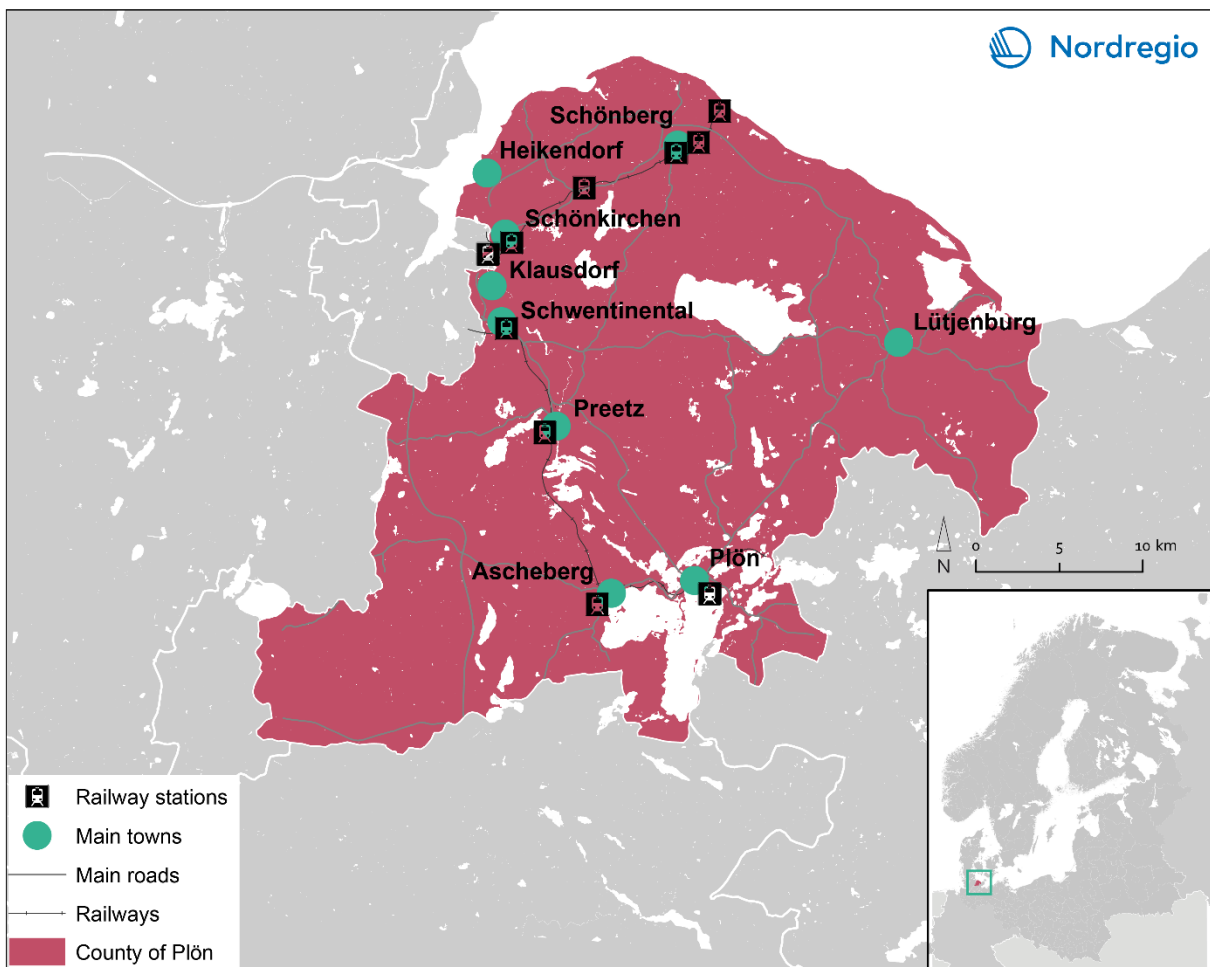 Nordregio
Schönberg
Heikendorf
Schönkirchen
Klausdorf
Schwentinental
Lütjenburg
Preetz
Ascheberg
Plön
N
0 5 10 km
Railway stations
Main towns
Main roads
Railways
County of Plön